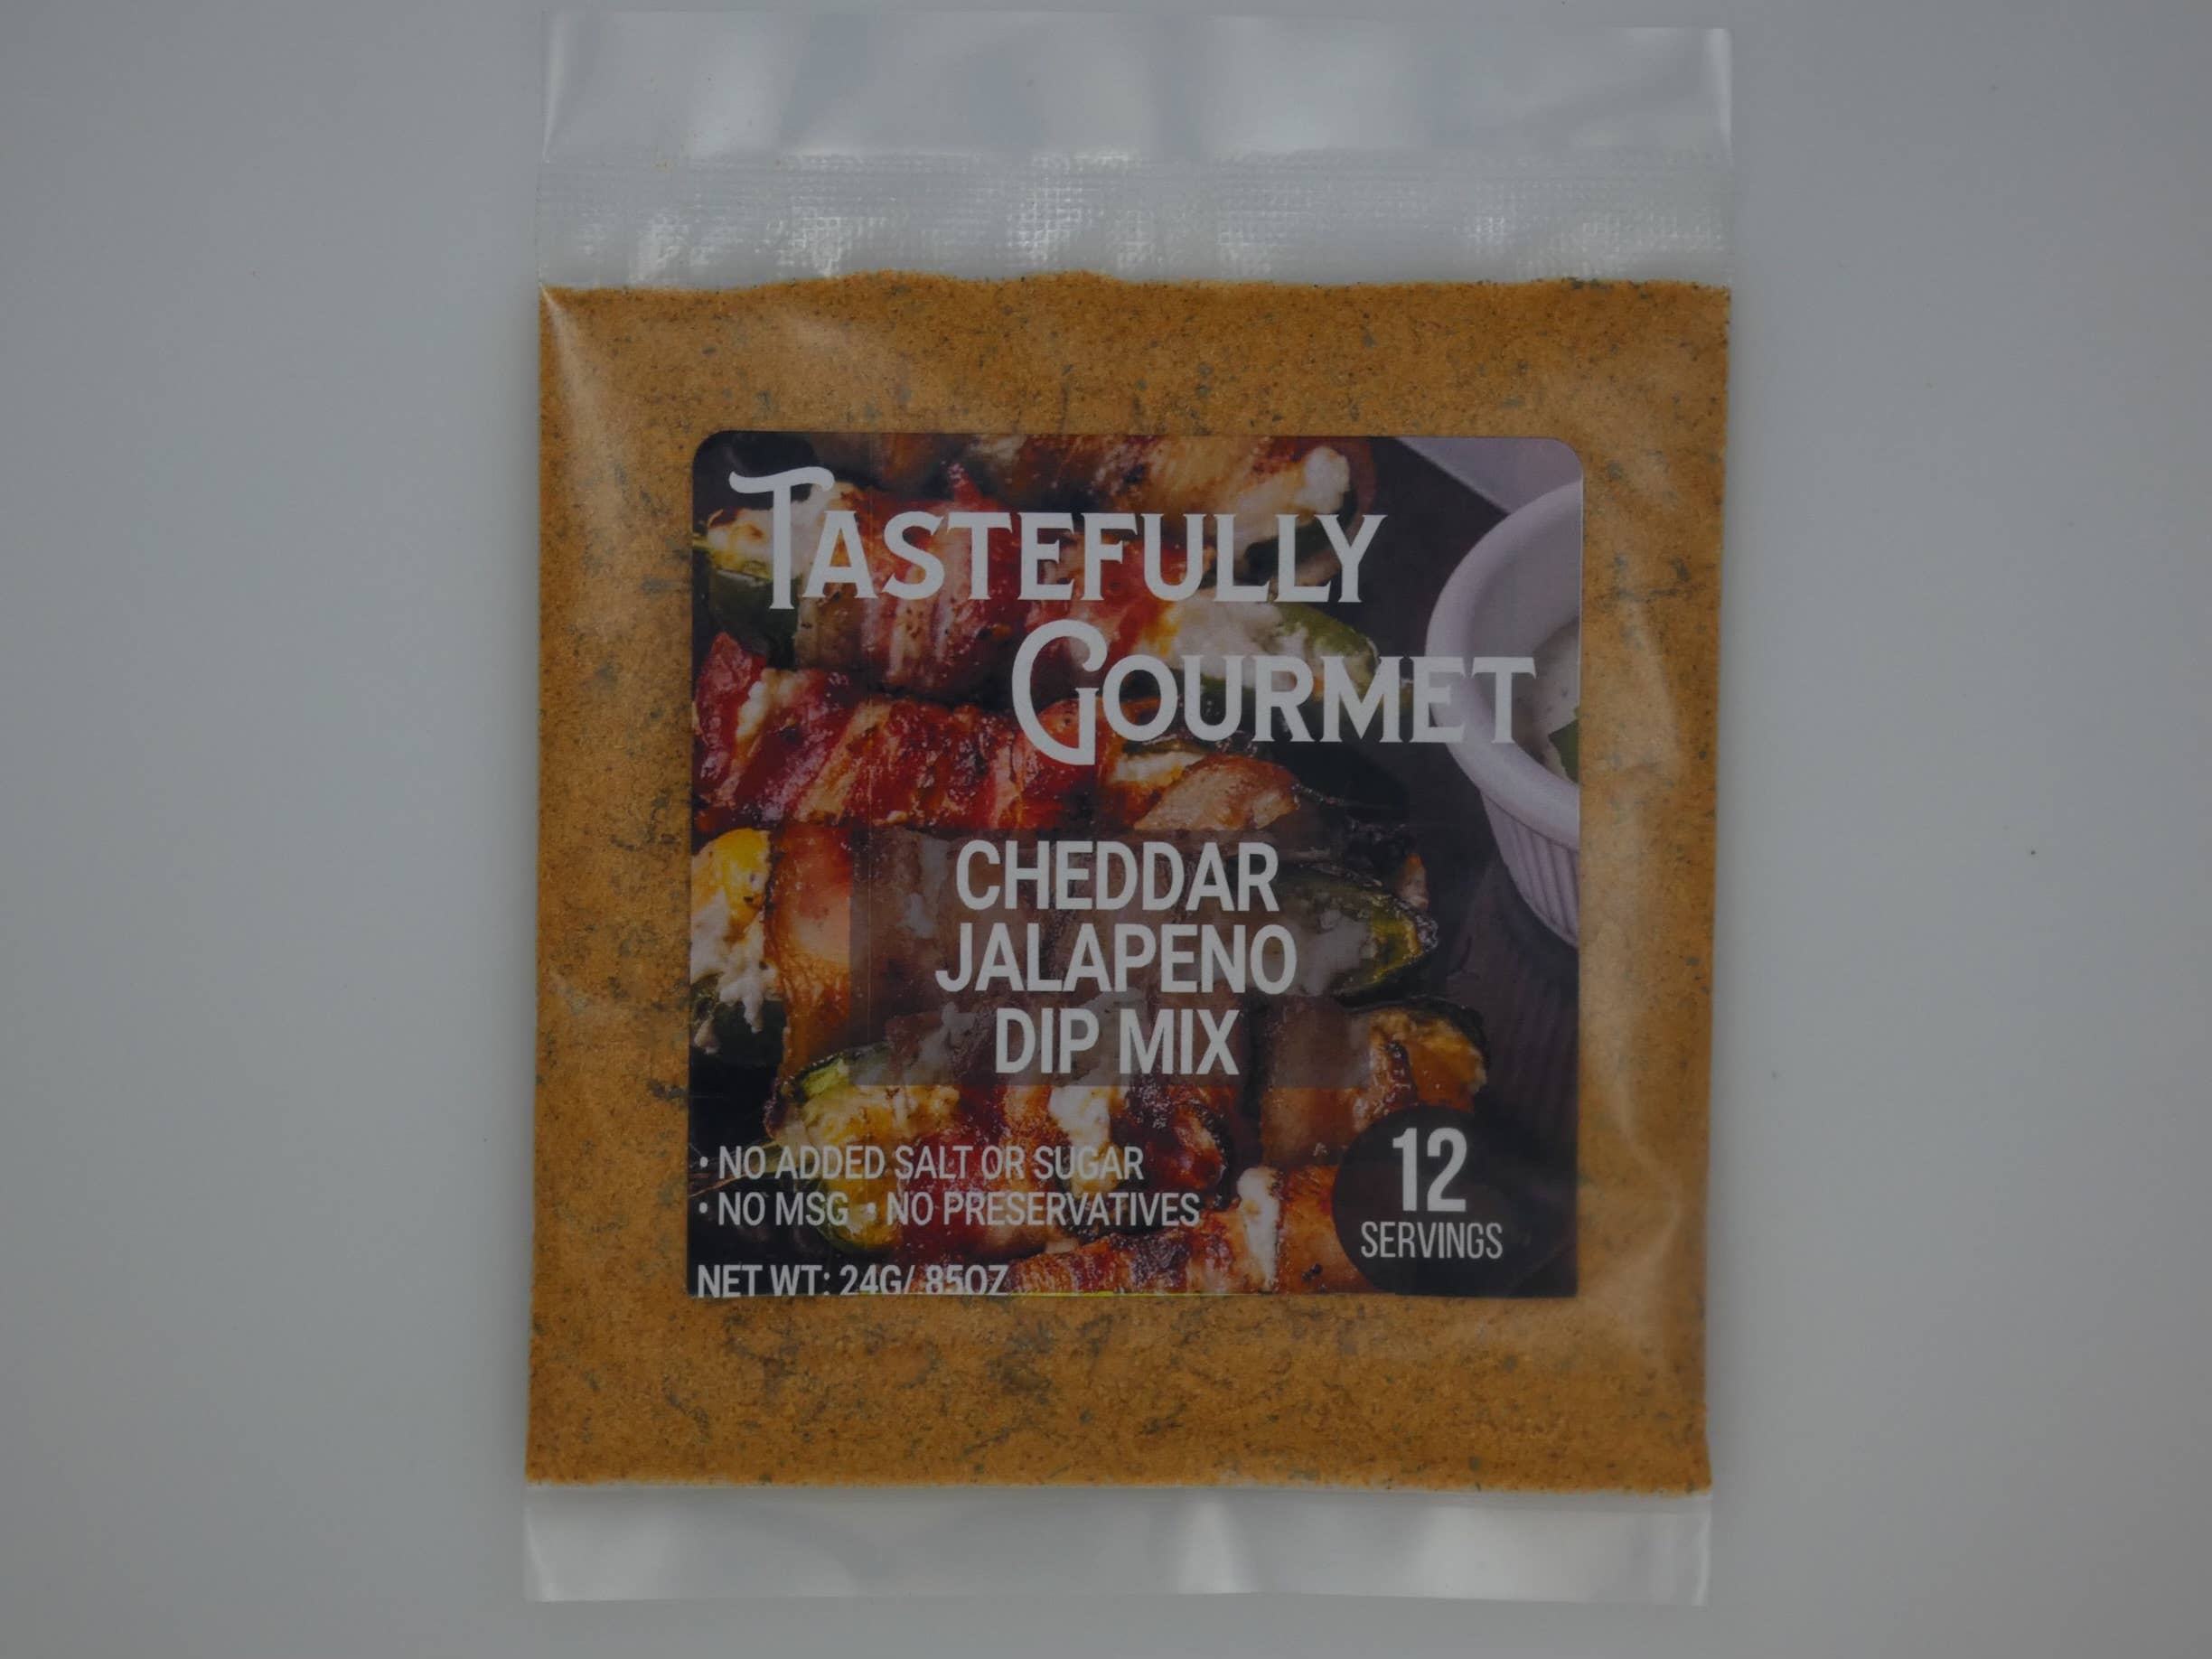 TASTEFULLY
GOURMET
CHEDDAR
JALAPENO
DIP MIX
• NO ADDED SALT OR SUGAR
• NO MSG • NO PRESERVATIVES
12
SERVINGS
NET WT: 24G/.85OZ